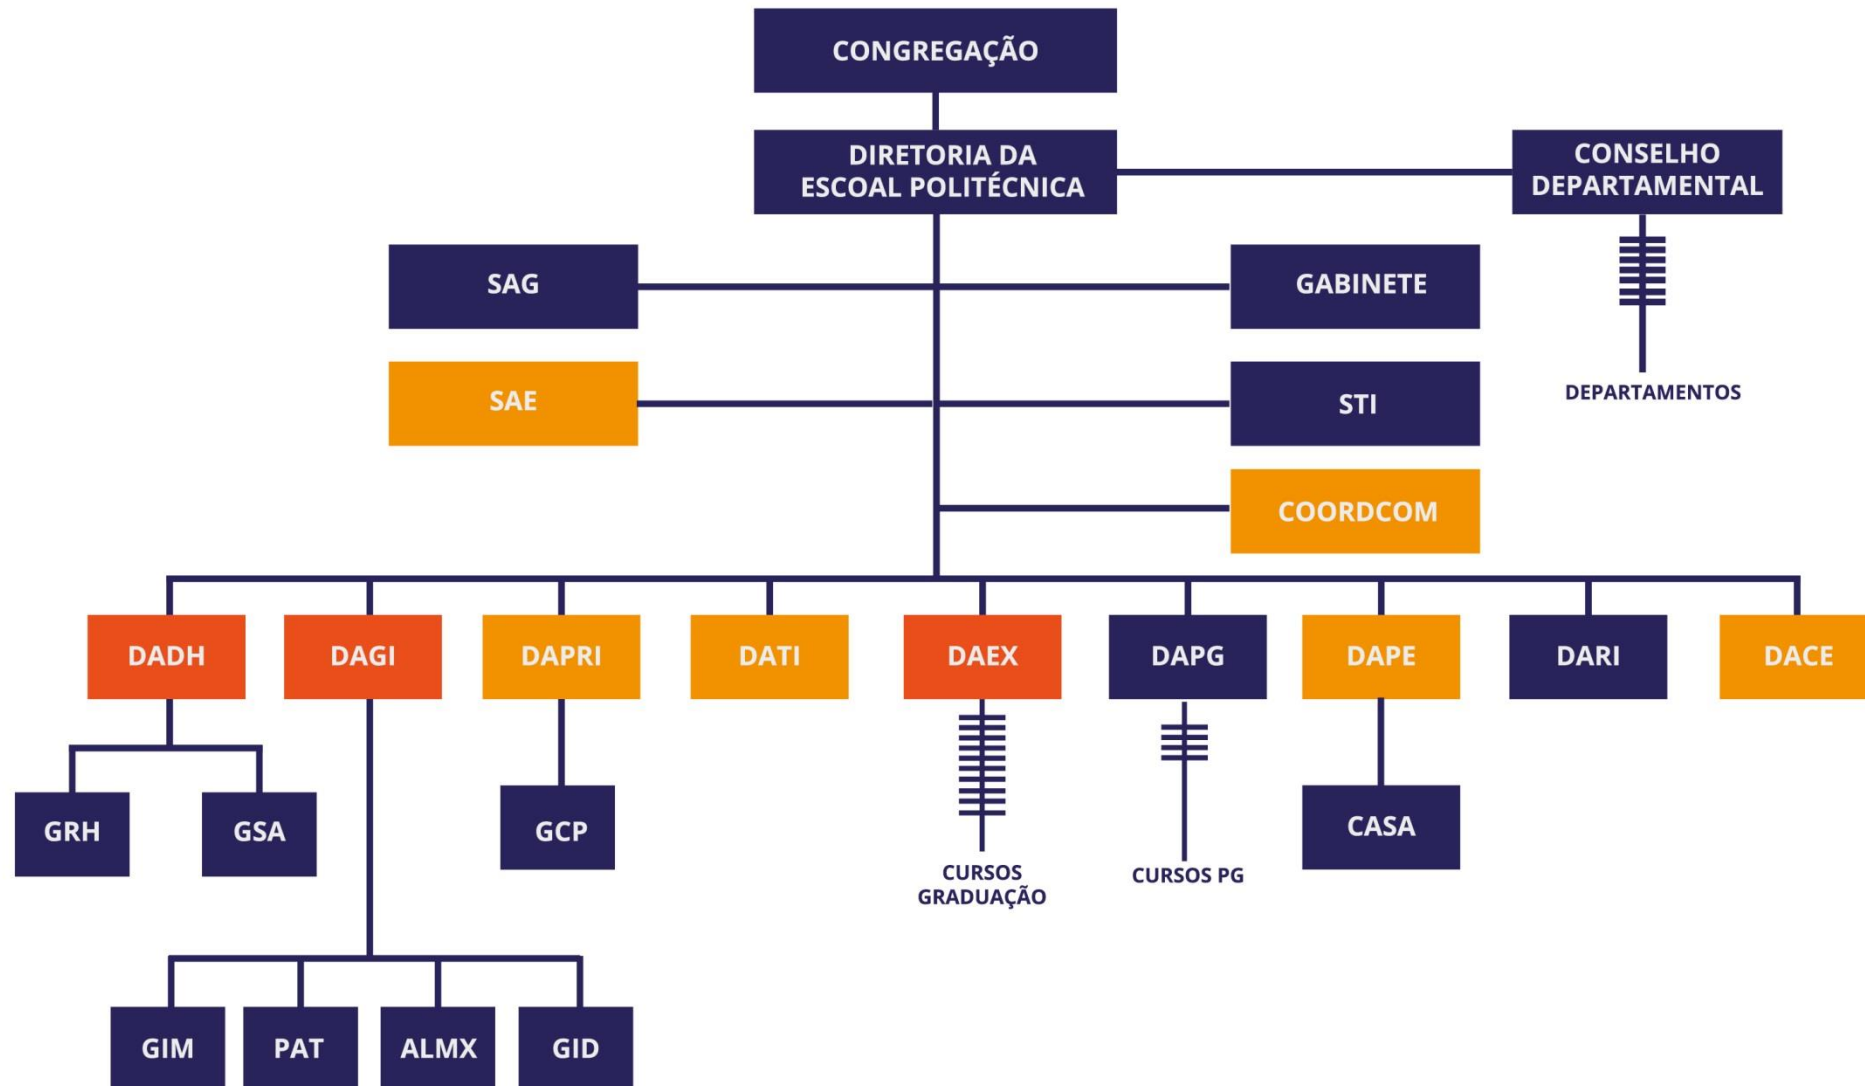 CONGREGAÇÃO
DIRETORIA DA
ESCOAL POLITÉCNICA
CONSELHO
DEPARTAMENTAL
SAG
GABINETE
SAE
STI
DEPARTAMENTOS
COORDCOM
DADH
DAGI
DAPRI
DATI
DAEX
DAPG
DAPE
DARI
DACE
GRH
GSA
GCP
CASA
CURSOS
GRADUAÇÃO
CURSOS PG
GIM
PAT
ALMX
GID